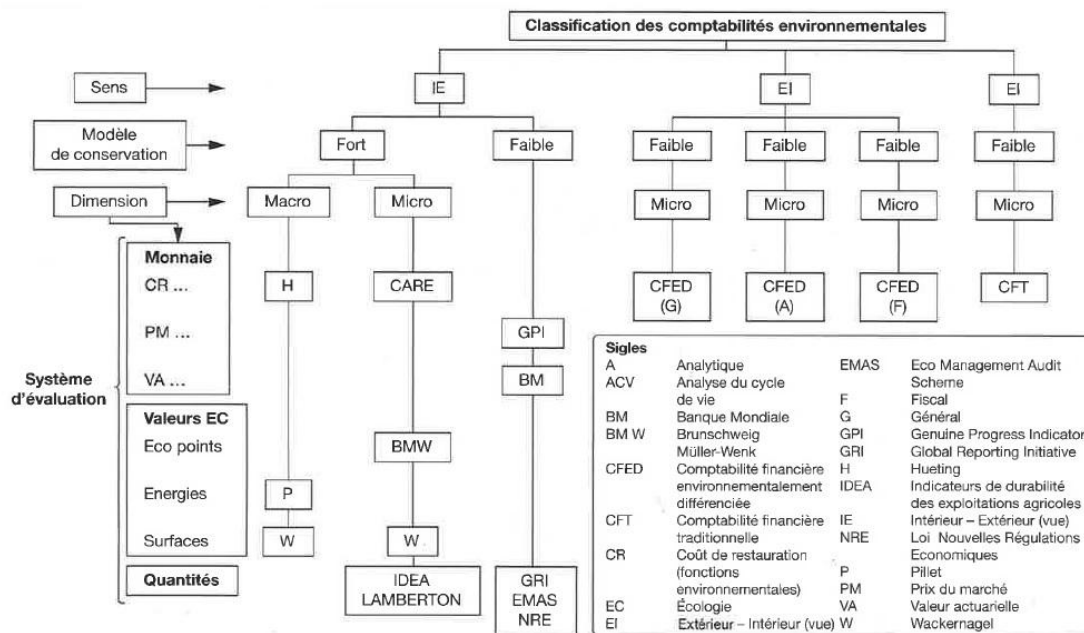 Classification des comptabilités environnementales
Sens
IE
EI
EI
Modèle
de conservation
Fort
Faible
Faible
Faible
Faible
Faible
Dimension
Macro
Micro
Micro
Micro
Micro
Micro
Système
d'évaluation
Monnaie
CR ...
PM ...
VA ...
H
CARE
CFED
(G)
CFED
(A)
CFED
(F)
CFT
GPI
BM
Valeurs EC
Eco points
Energies
Surfaces
BMW
P
W
W
Quantités
IDEA
LAMBERTON
GRI
EMAS
NRE
Sigles
A Analytique
ACV Analyse du cycle
de vie
BM Banque Mondiale
BM W Brunschweig
Müller-Wenk
CFED Comptabilité financière
environnementalement
différenciée
CFT Comptabilité financière
traditionnelle
CR Coût de restauration
(fonctions
environnementales)
EC Écologie
EI Extérieur – Intérieur (vue)
EMAS Eco Management Audit
Scheme
F Fiscal
G Général
GPI Genuine Progress Indicator
GRI Global Reporting Initiative
H Hueting
IDEA Indicateurs de durabilité
des exploitations agricoles
IE Intérieur – Extérieur (vue)
NRE Loi Nouvelles Régulations
Economiques
P Pillet
PM Prix du marché
VA Valeur actuarielle
W Wackernagel